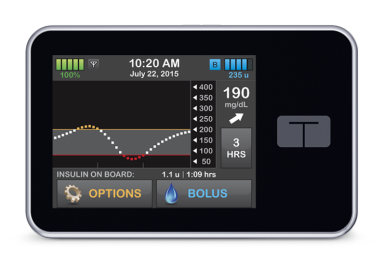 10:20 AM
July 22, 2015
100%
B
235 u
400
350
300
250
200
150
100
50
190
mg/dL
3
HRS
INSULIN ON BOARD: 1.1 u | 1:09 hrs
OPTIONS
BOLUS
T